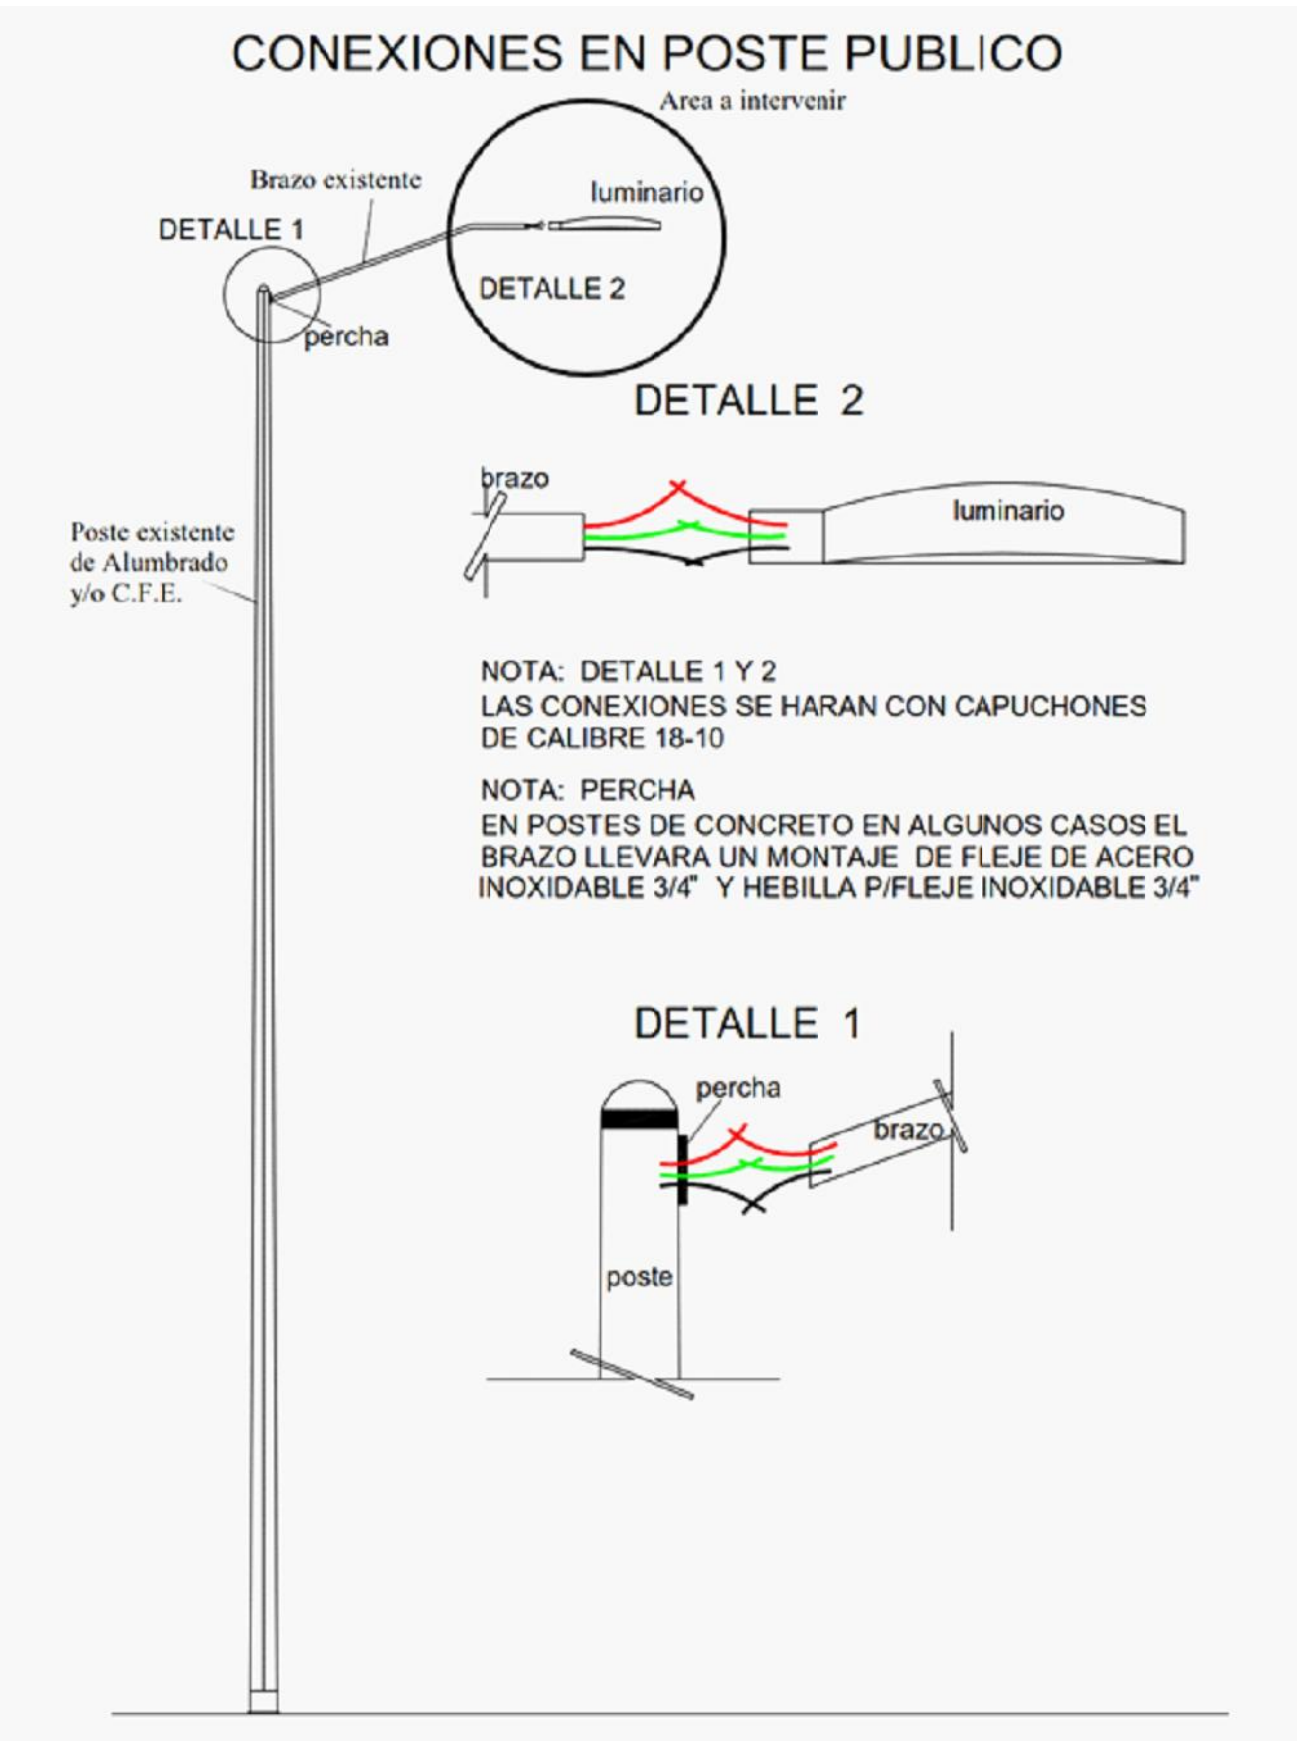 CONEXIONES EN POSTE PUBLICO
Area a intervenir
Brazo existente
luminario
DETALLE 1
DETALLE 2
percha
DETALLE 2
brazo
luminario
Poste existente
de Alumbrado
y/o C.F.E.
NOTA: DETALLE 1 Y 2
LAS CONEXIONES SE HARAN CON CAPUCHONES
DE CALIBRE 18-10
NOTA: PERCHA
EN POSTES DE CONCRETO EN ALGUNOS CASOS EL
BRAZO LLEVARA UN MONTAJE DE FLEJE DE ACERO
INOXIDABLE 3/4" Y HEBILLA P/FLEJE INOXIDABLE 3/4"
DETALLE 1
percha
brazo
poste